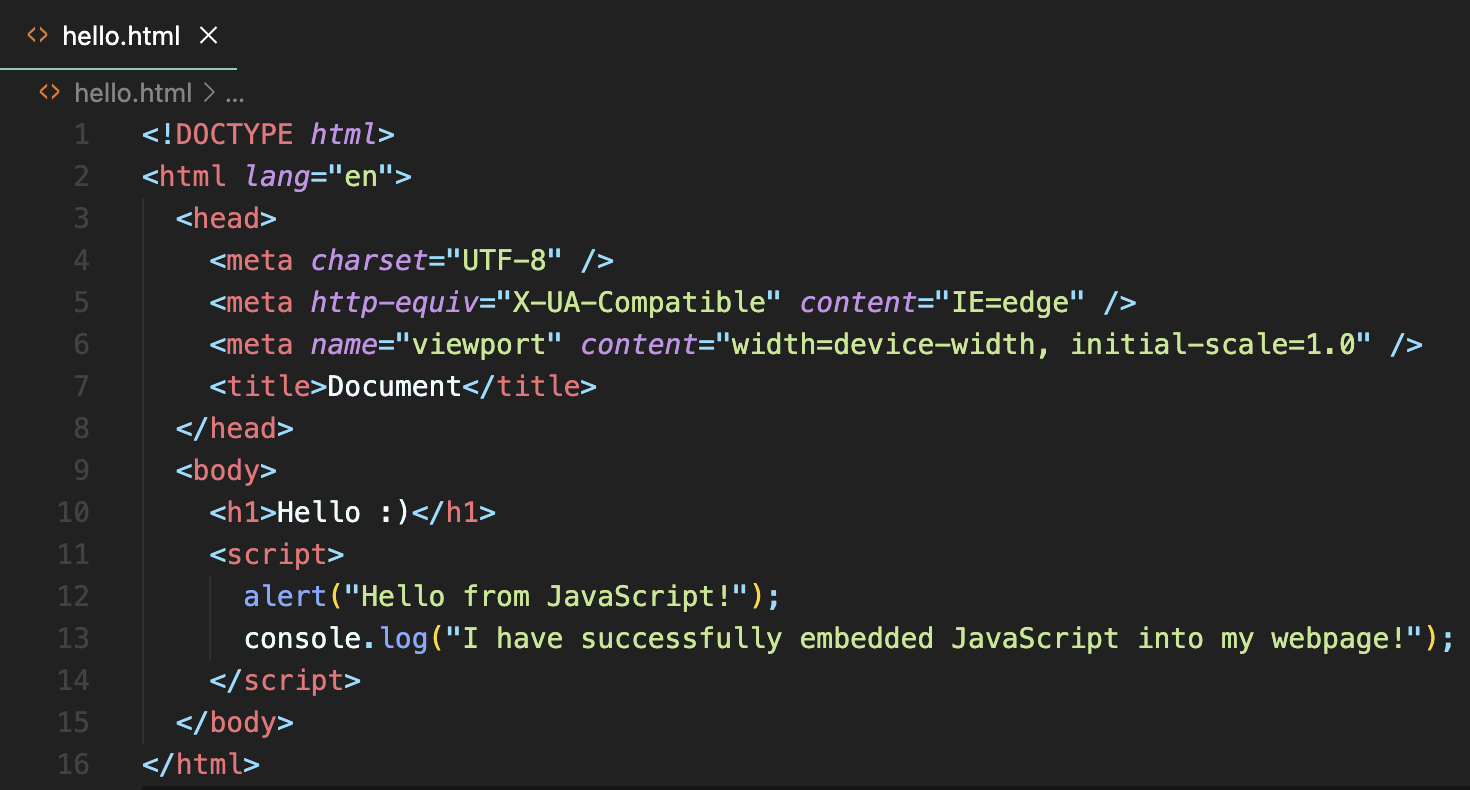 hello.html
hello.html > ...
1 <!DOCTYPE html>
2 <html lang="en">
3   <head>
4     <meta charset="UTF-8" />
5     <meta http-equiv="X-UA-Compatible" content="IE=edge" />
6     <meta name="viewport" content="width=device-width, initial-scale=1.0" />
7     <title>Document</title>
8   </head>
9   <body>
10     <h1>Hello :)</h1>
11     <script>
12       alert("Hello from JavaScript!");
13       console.log("I have successfully embedded JavaScript into my webpage!");
14     </script>
15   </body>
16 </html>